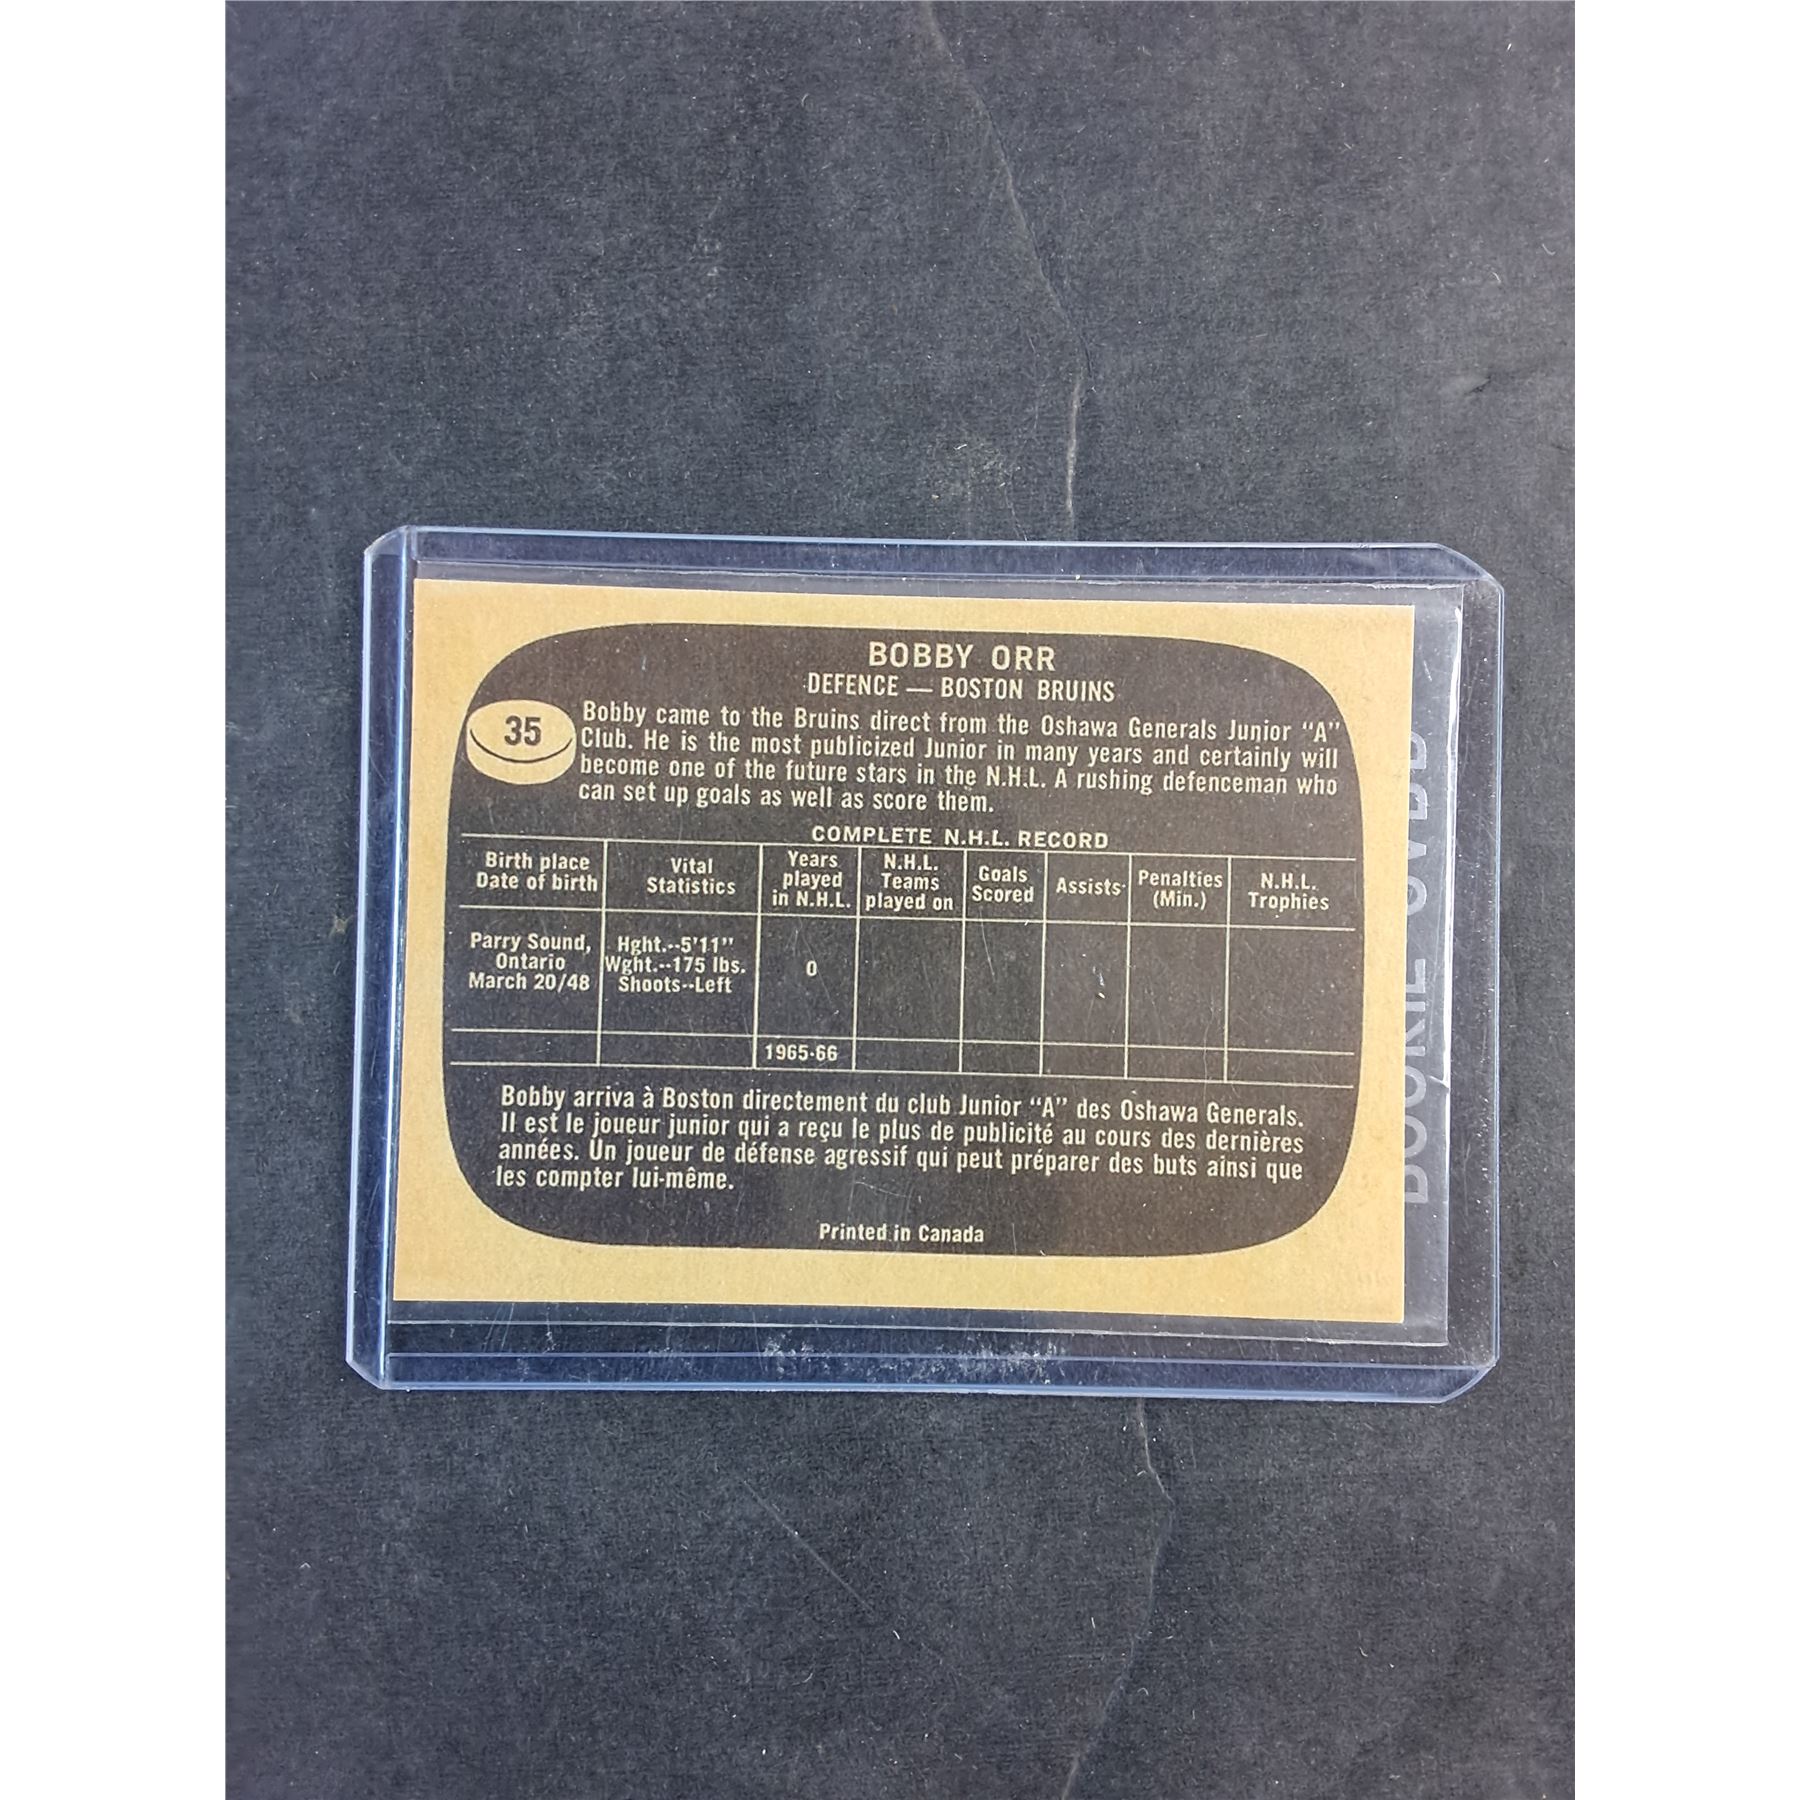 BOBBY ORR
DEFENCE — BOSTON BRUINS
35
Bobby came to the Bruins direct from the Oshawa Generals Junior “A”
Club. He is the most publicized Junior in many years and certainly will
become one of the future stars in the N.H.L. A rushing defenceman who
can set up goals as well as score them.
COMPLETE N.H.L. RECORD
Birth place
Date of birth
Vital
Statistics
Years
played
in N.H.L.
N.H.L.
Teams
played on
Goals
Scored
Assists
Penalties
(Min.)
N.H.L.
Trophies
Parry Sound,
Ontario
March 20/48
Hght.--5'11”
Wght.--175 lbs.
Shoots--Left
0
1965-66
Bobby arriva à Boston directement du club Junior “A” des Oshawa Generals.
Il est le joueur junior qui a reçu le plus de publicité au cours des dernières
années. Un joueur de défense agressif qui peut préparer des buts ainsi que
les compter lui-même.
Printed in Canada